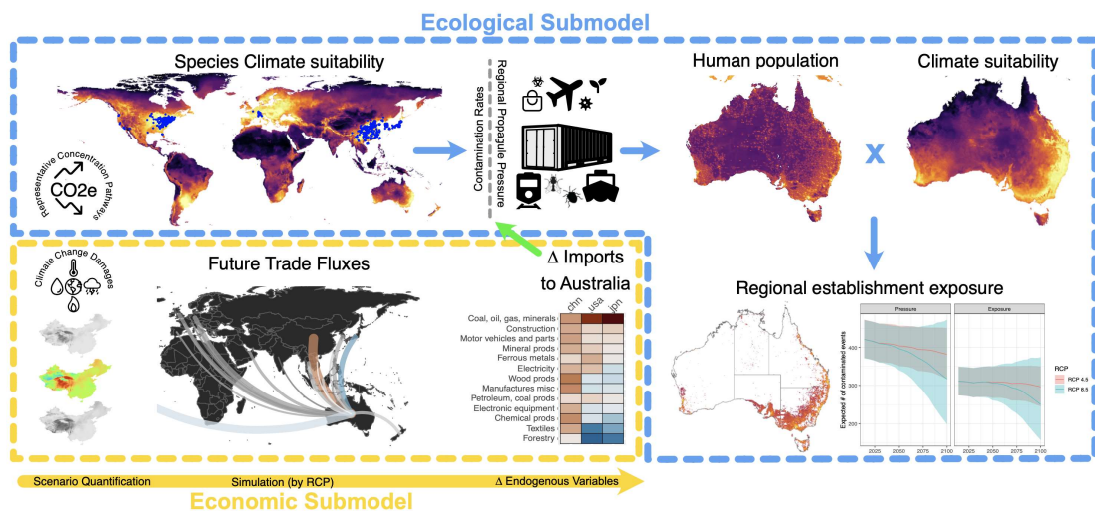 Ecological Submodel
Species Climate suitability
Representative Concentration Pathways
CO2e
Contamination Rates
Regional Propagule Pressure
Human population
Climate suitability
x
Δ Imports
to Australia
Climate Change Damages
Future Trade Fluxes
chn
usa
jpn
Coal, oil, gas, minerals
Construction
Motor vehicles and parts
Mineral prods
Ferrous metals
Electricity
Wood prods
Manufactures misc
Petroleum, coal prods
Electronic equipment
Chemical prods
Textiles
Forestry
Regional establishment exposure
Pressure
Exposure
Expected # of contaminated events
400
300
200
2025
2050
2075
2100
2025
2050
2075
2100
RCP
RCP 4.5
RCP 8.5
Scenario Quantification
Simulation (by RCP)
Δ Endogenous Variables
Economic Submodel